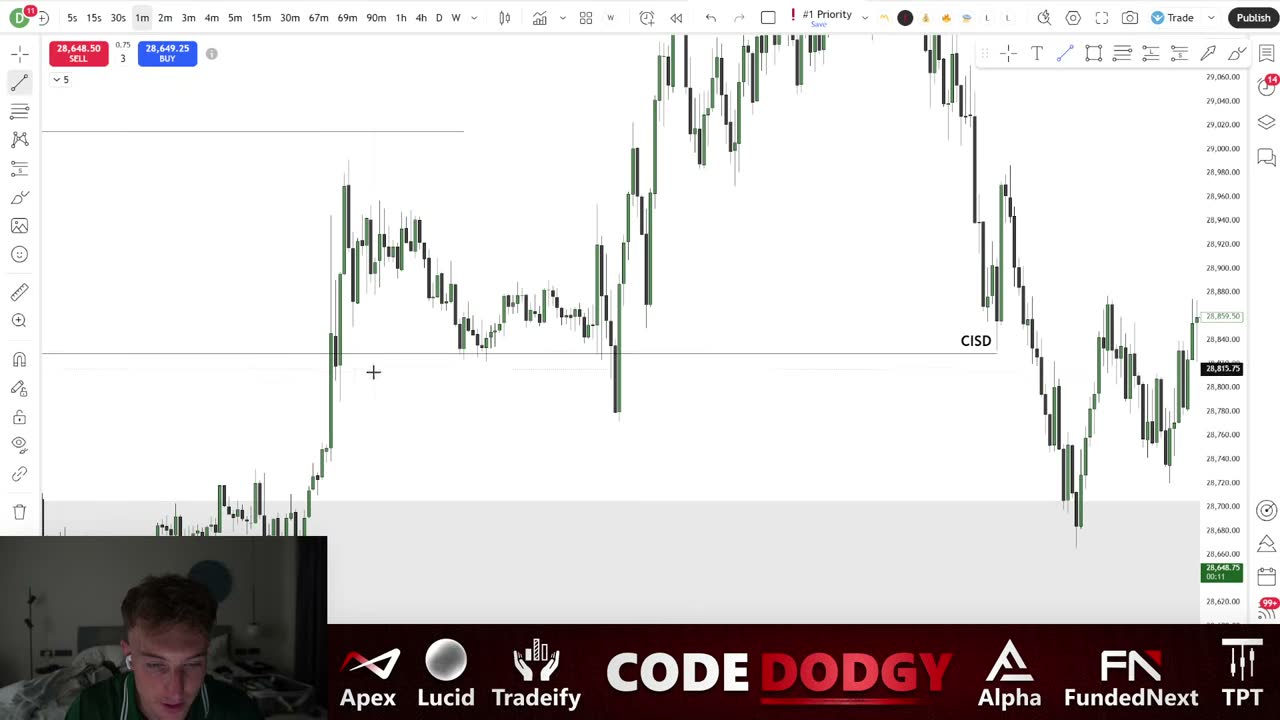 D
11
5s 15s 30s 1m 2m 3m 4m 5m 15m 30m 67m 69m 90m 1h 4h D W
W
! #1 Priority
Save
L L
Trade
Publish
28,648.50
SELL
0.75
3
28,649.25
BUY
5
T
14
29,060.00
29,040.00
29,020.00
29,000.00
28,980.00
28,960.00
28,940.00
28,920.00
28,900.00
28,880.00
28,859.50
28,840.00
28,815.75
28,800.00
28,780.00
28,760.00
28,740.00
28,720.00
28,700.00
28,680.00
28,660.00
28,648.75
00:11
28,620.00
CISD
99+
Apex
Lucid
Tradeify
CODE DODGY
Alpha
FN
FundedNext
TPT